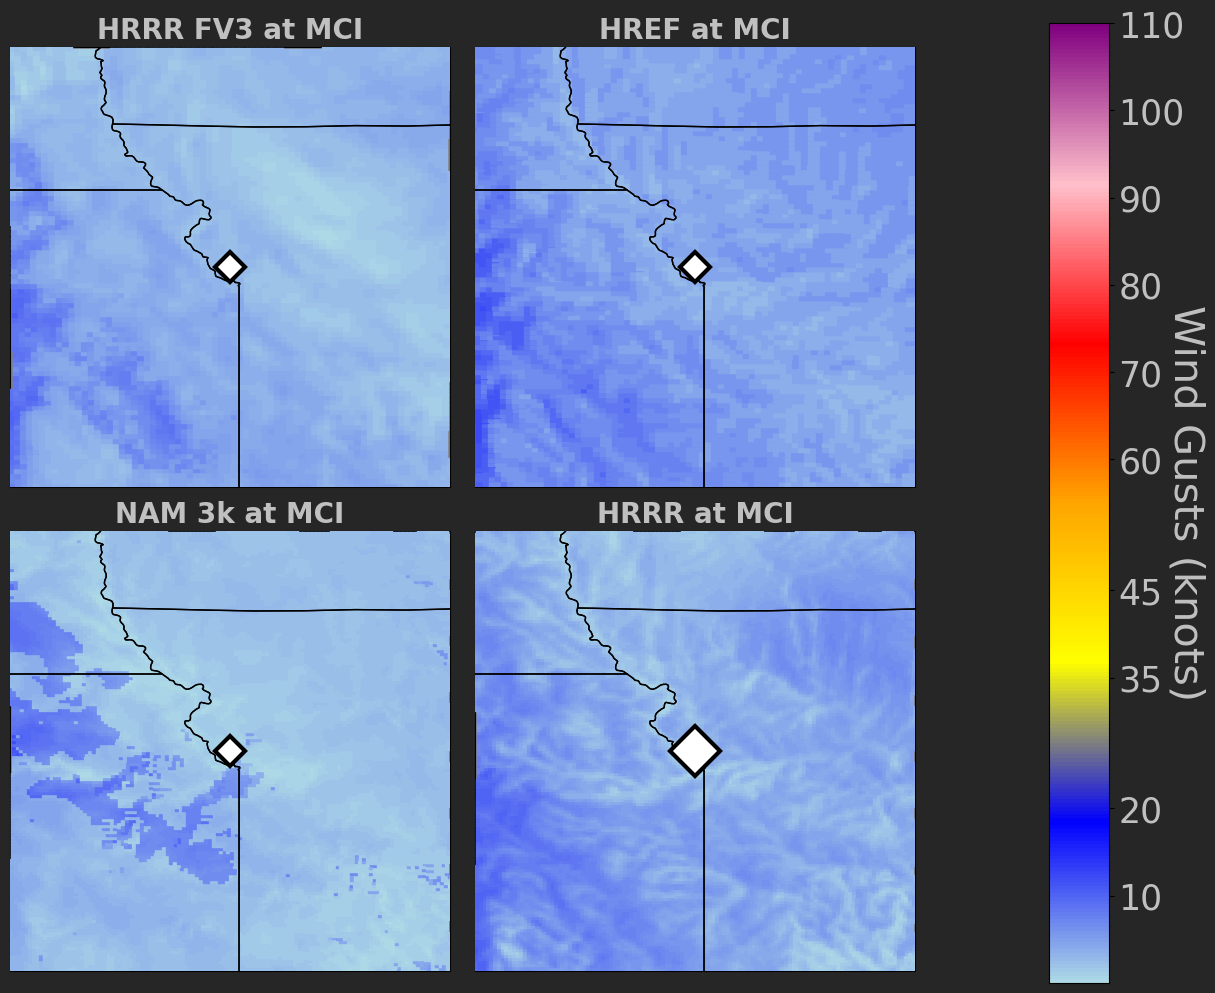 HRRR FV3 at MCI
HREF at MCI
NAM 3k at MCI
HRRR at MCI
110
100
90
80
70
60
45
35
20
10
Wind Gusts (knots)